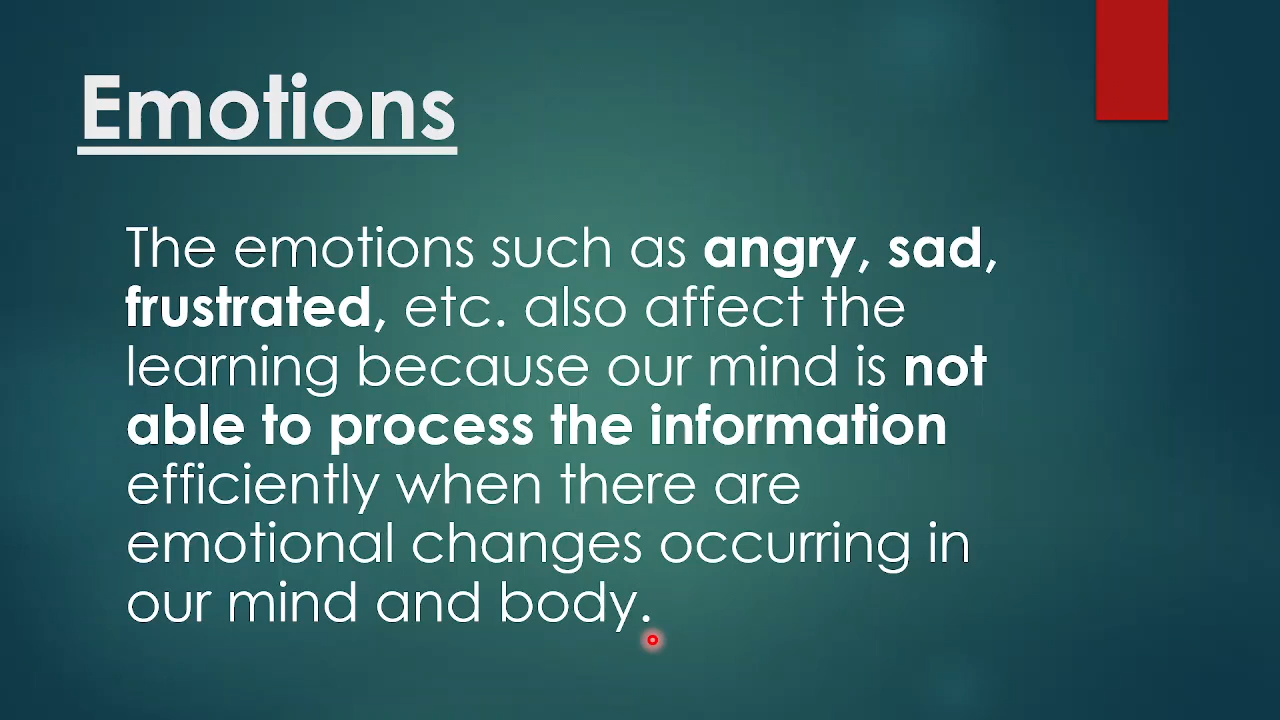 Emotions
The emotions such as angry, sad,
frustrated, etc. also affect the
learning because our mind is not
able to process the information
efficiently when there are
emotional changes occurring in
our mind and body.